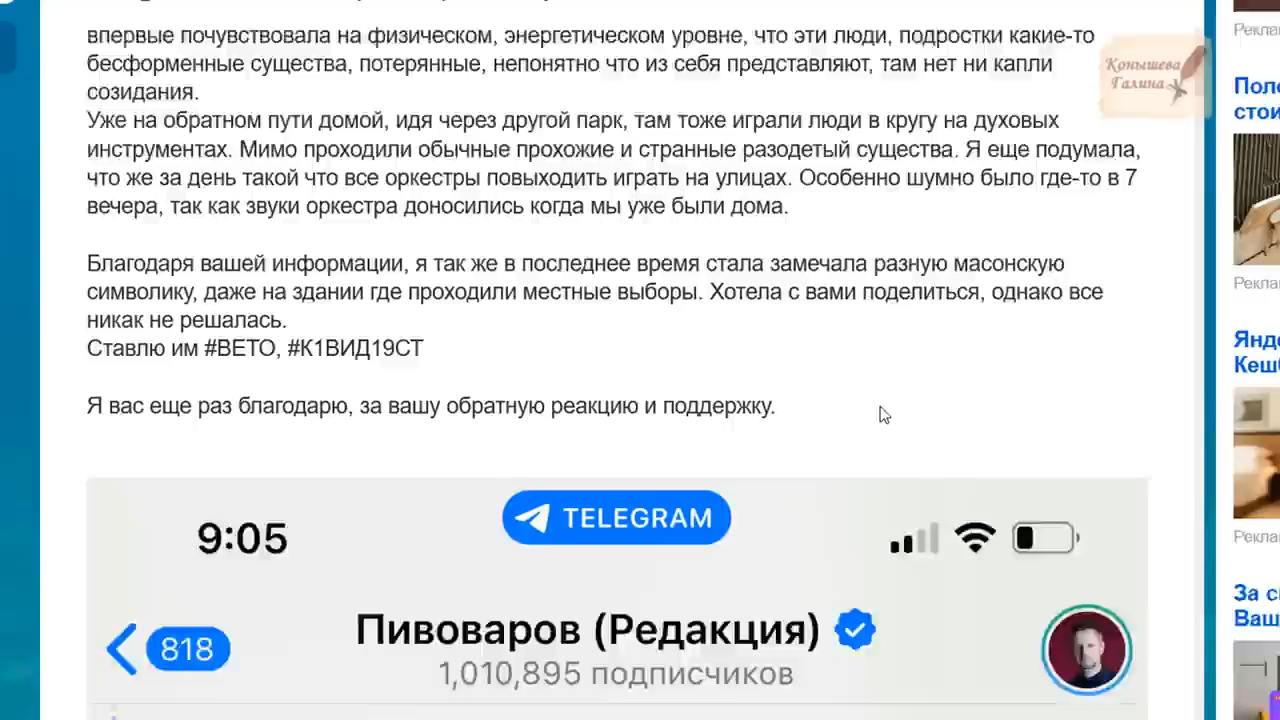 впервые почувствовала на физическом, энергетическом уровне, что эти люди, подростки какие-то
бесформенные существа, потерянные, непонятно что из себя представляют, там нет ни капли
созидания.
Уже на обратном пути домой, идя через другой парк, там тоже играли люди в кругу на духовых
инструментах. Мимо проходили обычные прохожие и странные разодетый существа. Я еще подумала,
что же за день такой что все оркестры повыходить играть на улицах. Особенно шумно было где-то в 7
вечера, так как звуки оркестра доносились когда мы уже были дома.
Благодаря вашей информации, я так же в последнее время стала замечала разную масонскую
символику, даже на здании где проходили местные выборы. Хотела с вами поделиться, однако все
никак не решалась.
Ставлю им #ВЕТО, #К1ВИД19СТ
Я вас еще раз благодарю, за вашу обратную реакцию и поддержку.
TELEGRAM
9:05
818
Пивоваров (Редакция)
1,010,895 подписчиков
Конышева
Галина
Рекла
Рекла
Кеш
Рекла
За
Ваш